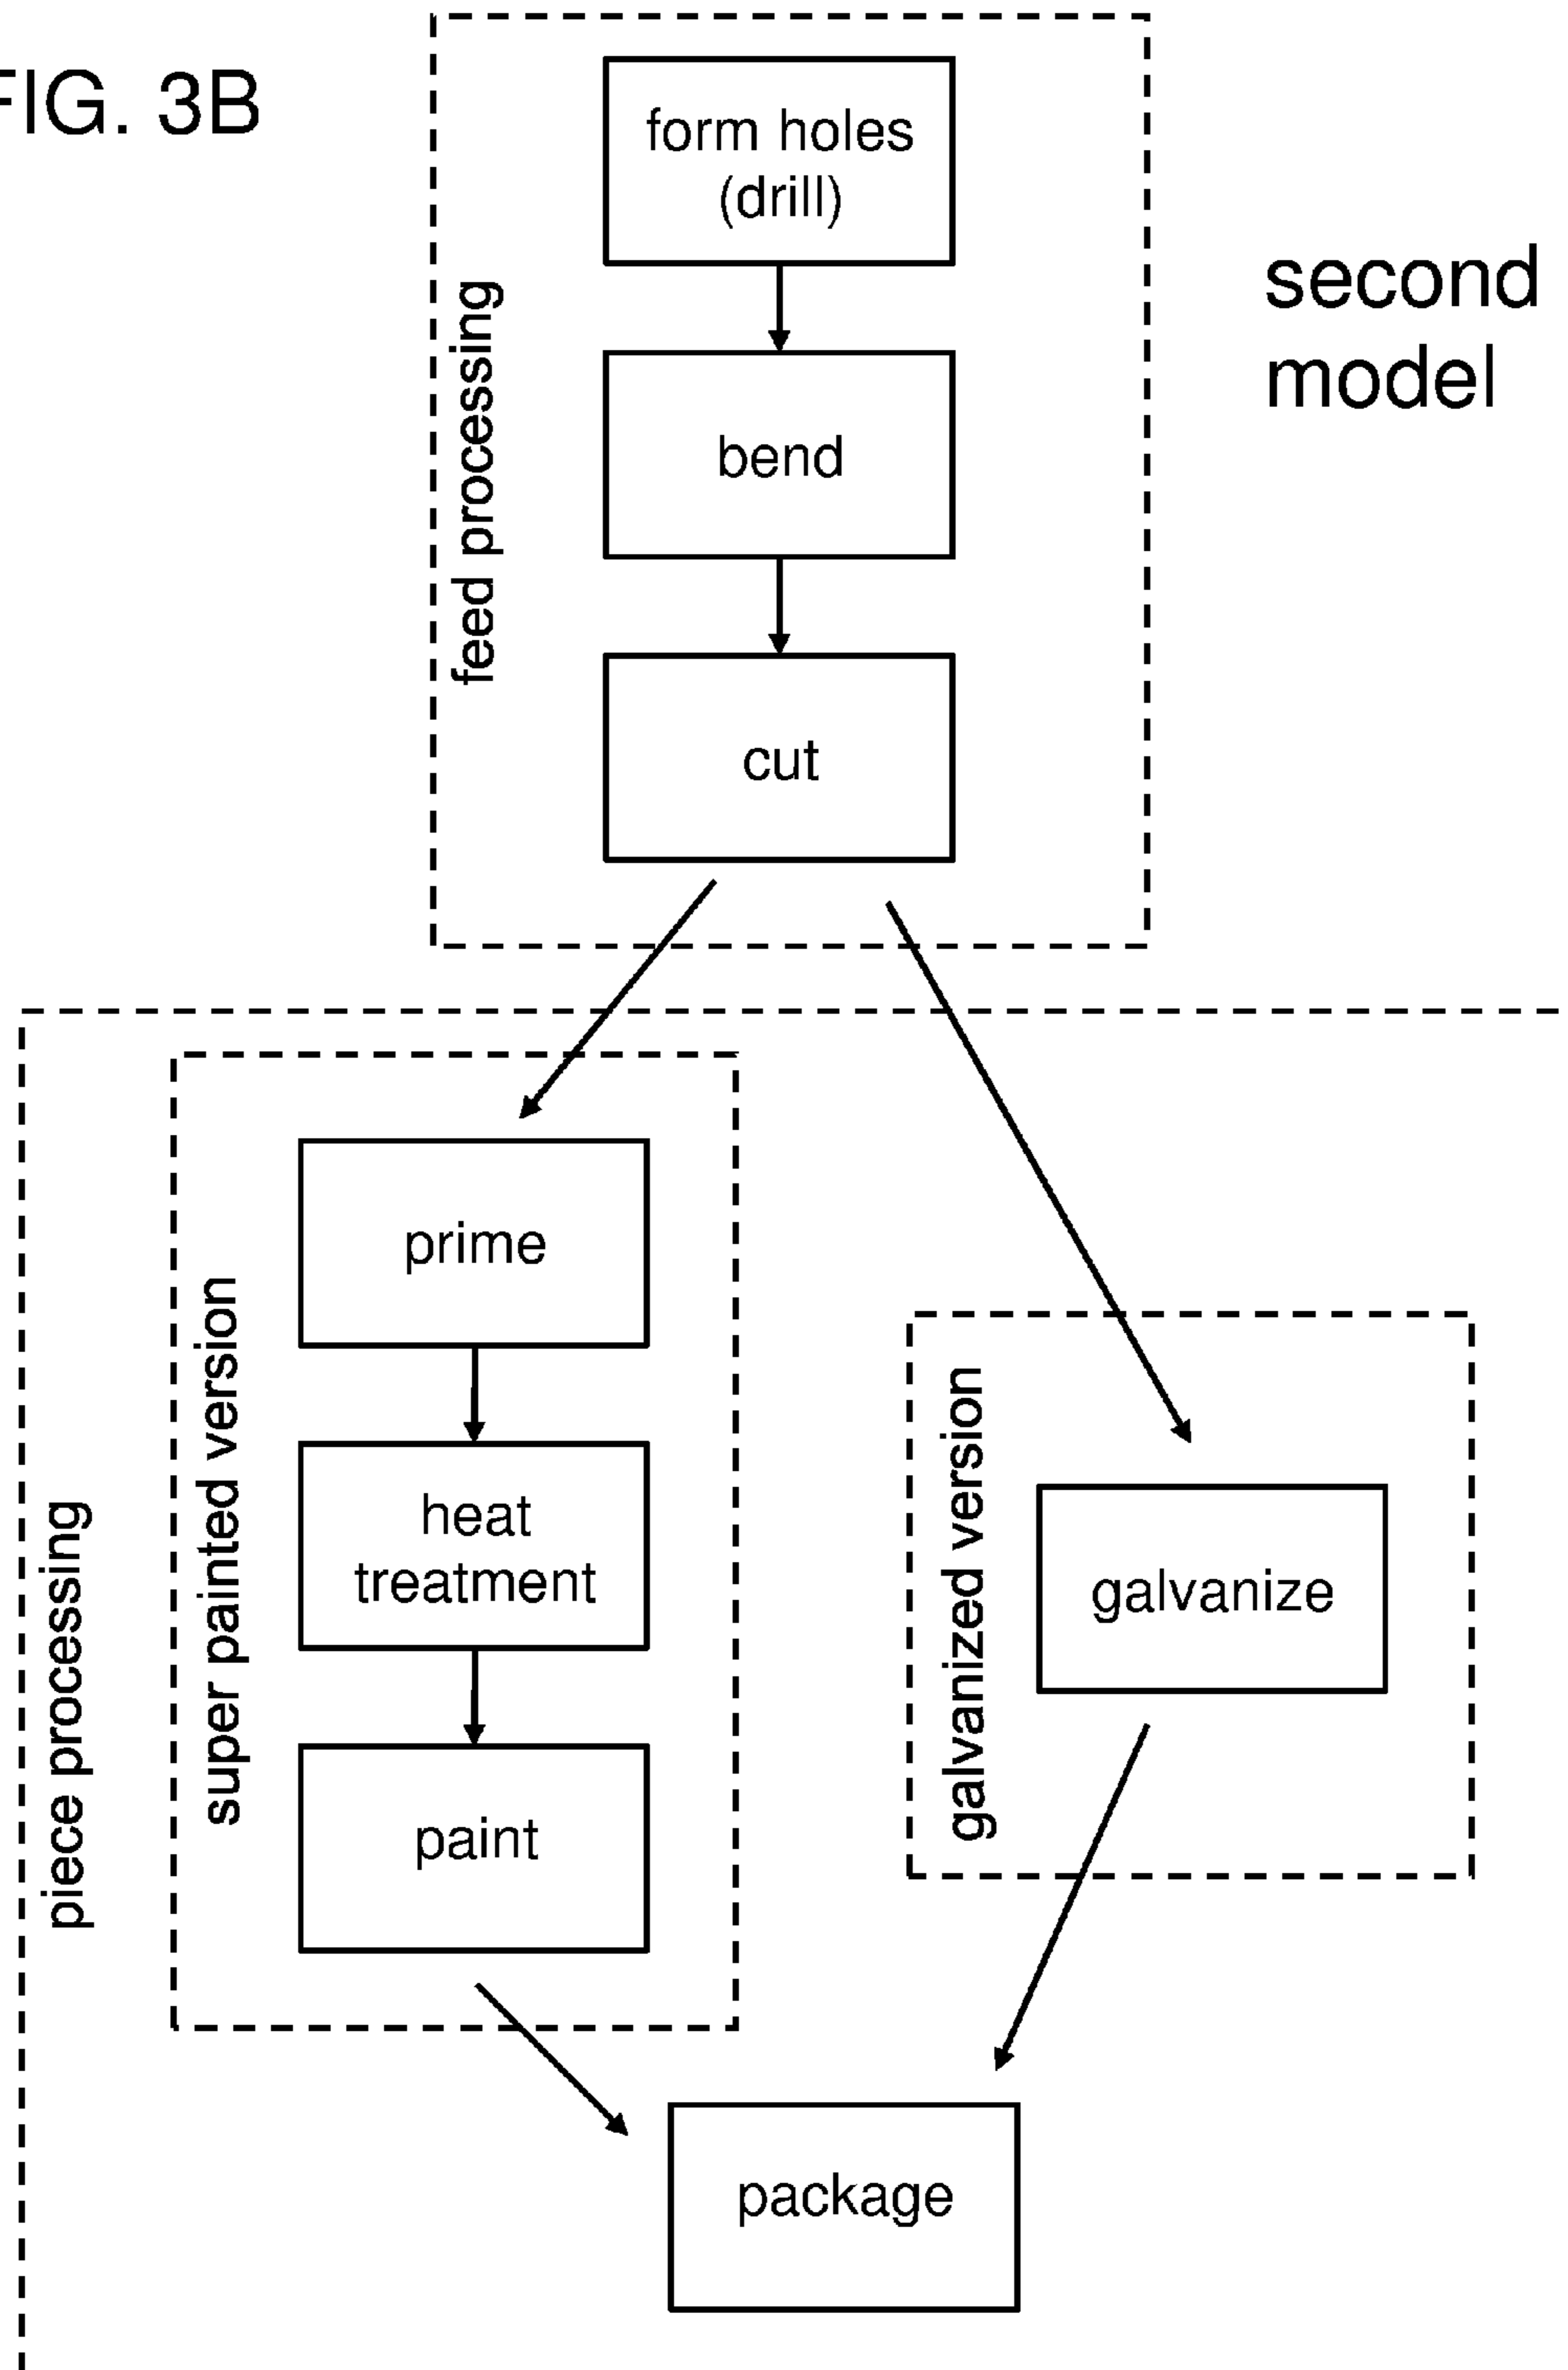 FIG. 3B
form holes
(drill)
second
model
feed processing
bend
cut
prime
super painted version
heat
treatment
galvanized version
galvanize
piece processing
paint
package